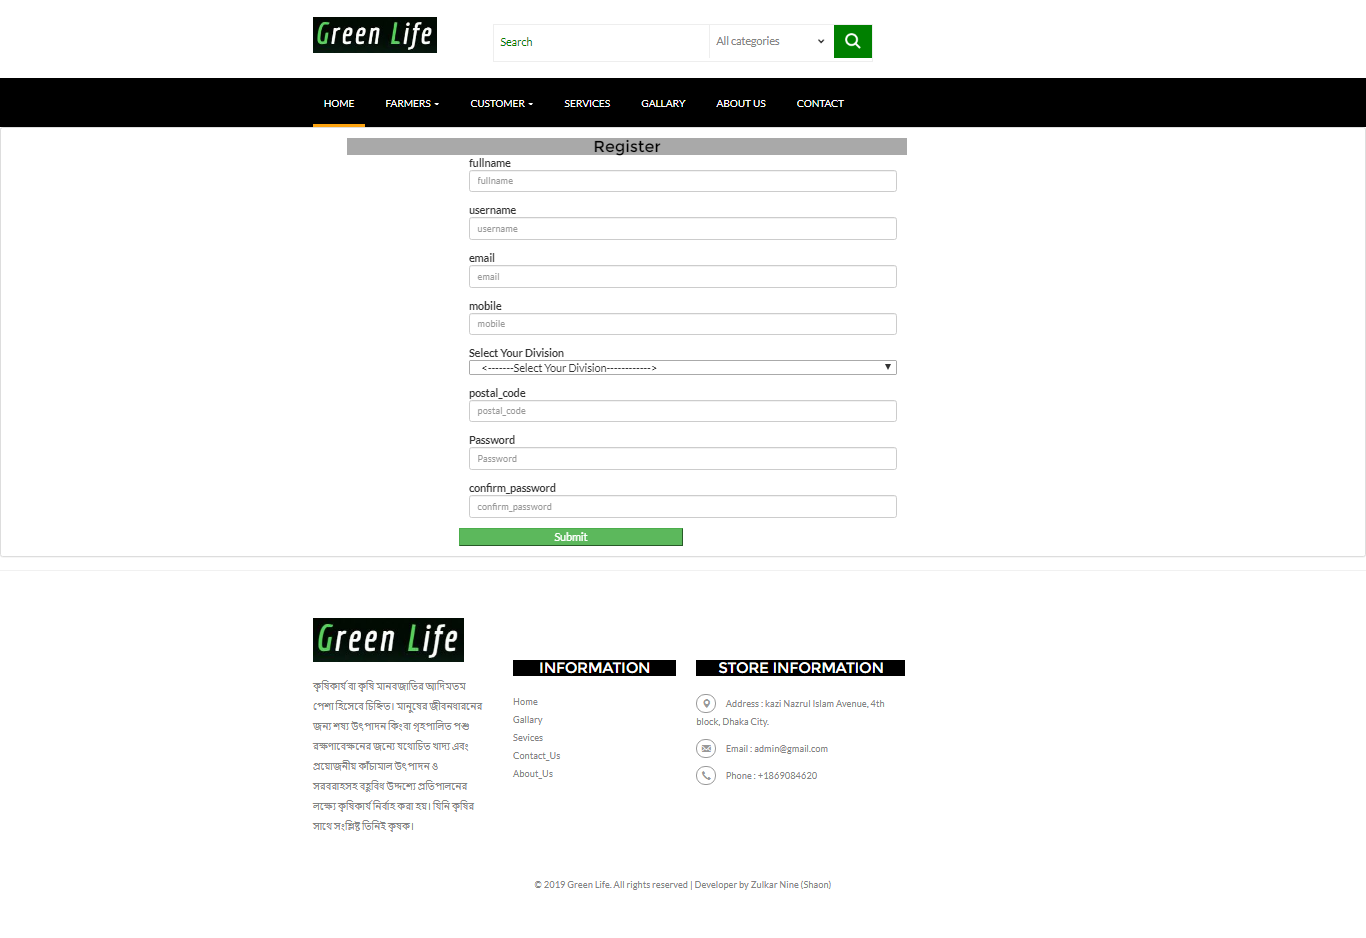 Green Life
Search
All categories
HOME FARMERS CUSTOMER SERVICES GALLARY ABOUT US CONTACT
Register
fullname
fullname
username
username
email
email
mobile
mobile
Select Your Division
<-------Select Your Division------------>
postal_code
postal_code
Password
Password
confirm_password
confirm_password
Submit
Green Life
কৃষিকার্য বা কৃষি মানবজাতির আদিমতম
পেশা হিসেবে চিহ্নিত। মানুষের জীবনধারনের
জন্য শষ্য উৎপাদন কিংবা গৃহপালিত পশু
রক্ষণাবেক্ষনের জন্যে যথোচিত খাদ্য এবং
প্রয়োজনীয় কাঁচামাল উৎপাদন ও
সরবরাহসহ বহুবিধ উদ্দশ্যে প্রতিপালনের
লক্ষ্যে কৃষিকার্য নির্বাহ করা হয়। যিনি কৃষির
সাথে সংশ্লিষ্ট তিনিই কৃষক।
INFORMATION
Home
Gallary
Sevices
Contact_Us
About_Us
STORE INFORMATION
Address : kazi Nazrul Islam Avenue, 4th
block, Dhaka City.
Email : admin@gmail.com
Phone : +1869084620
© 2019 Green Life. All rights reserved | Developer by Zulkar Nine (Shaon)